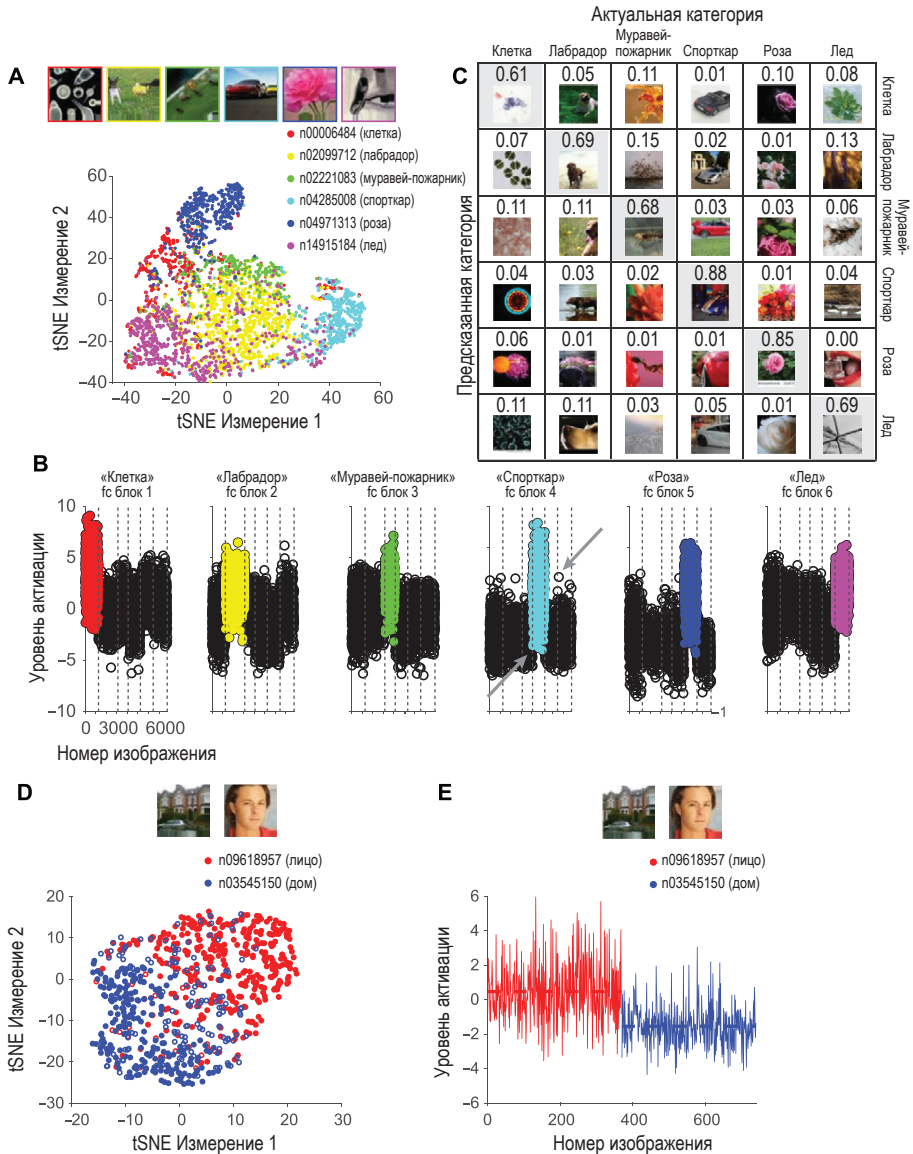 A
n00006484 (клетка)
n02099712 (лабрадор)
n02221083 (муравей-пожарник)
n04285008 (спорткар)
n04971313 (роза)
n14915184 (лед)
tSNE Измерение 2
60
40
20
0
−20
−40
−40 −20 0 20 40 60
tSNE Измерение 1
C
Актуальная категория
Клетка Лабрадор Муравей-пожарник Спорткар Роза Лед
Предсказанная категория
0.61 0.05 0.11 0.01 0.10 0.08 Клетка
0.07 0.69 0.15 0.02 0.01 0.13 Лабрадор
0.11 0.11 0.68 0.03 0.03 0.06 Муравей-пожарник
0.04 0.03 0.02 0.88 0.01 0.04 Спорткар
0.06 0.01 0.01 0.01 0.85 0.00 Роза
0.11 0.11 0.03 0.05 0.01 0.69 Лед
B
«Клетка»
fc блок 1
«Лабрадор»
fc блок 2
«Муравей-пожарник»
fc блок 3
«Спорткар»
fc блок 4
«Роза»
fc блок 5
«Лед»
fc блок 6
Уровень активации
10
5
0
−5
−10
0 3000 6000
−1
Номер изображения
D
n09618957 (лицо)
n03545150 (дом)
tSNE Измерение 2
20
10
0
−10
−20
−30
−20 −10 0 10 20 30
tSNE Измерение 1
E
n09618957 (лицо)
n03545150 (дом)
Уровень активации
6
4
2
0
−2
−4
−6
0 200 400 600
Номер изображения